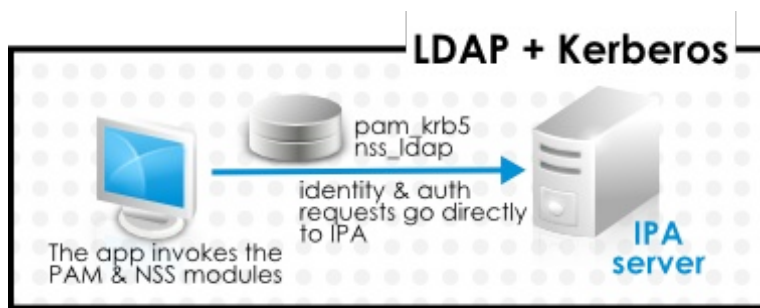 LDAP + Kerberos
pam_krb5
nss_ldap
identity & auth
requests go directly
to IPA
The app invokes the
PAM & NSS modules
IPA
server